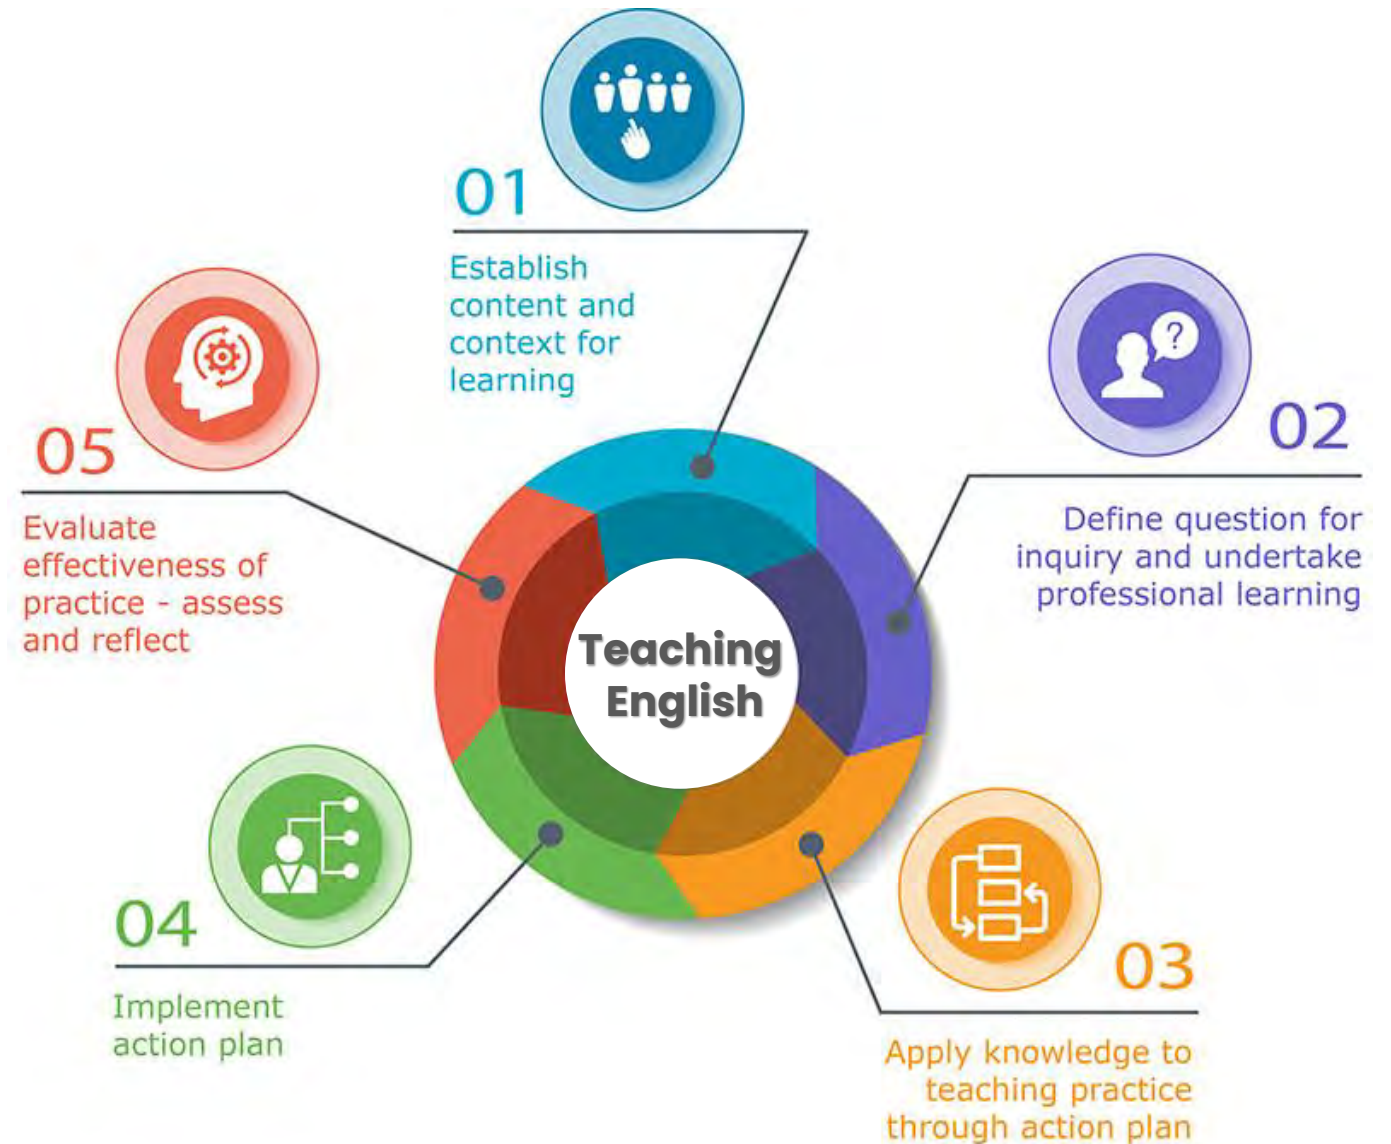 01
Establish
content and
context for
learning
02
Define question for
inquiry and undertake
professional learning
?
03
Apply knowledge to
teaching practice
through action plan
04
Implement
action plan
05
Evaluate
effectiveness of
practice - assess
and reflect
Teaching
English